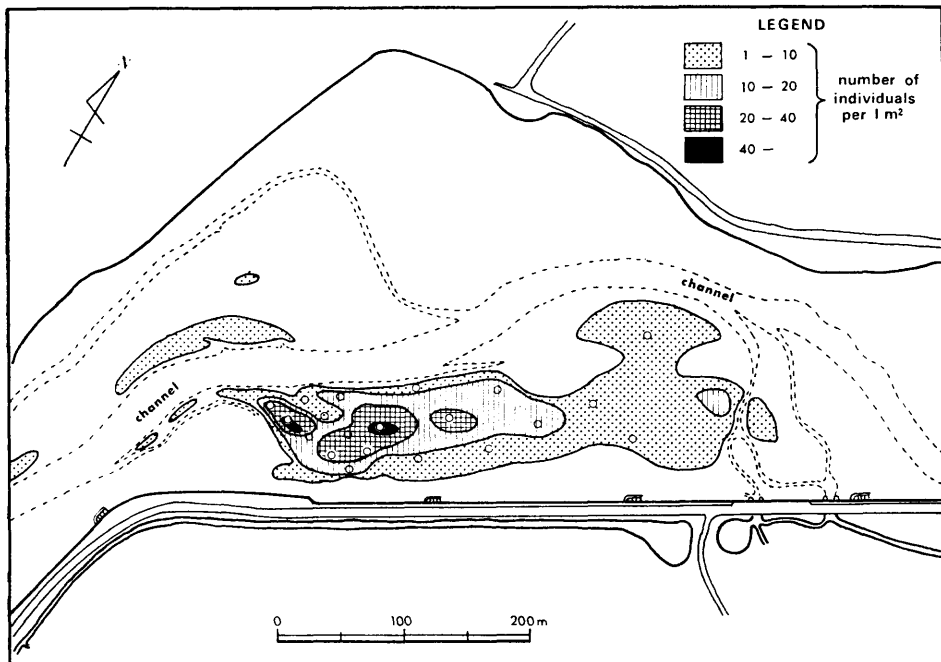 LEGEND
1 – 10
10 – 20
20 – 40
40 –
number of
individuals
per 1 m²
channel
channel
0 100 200 m